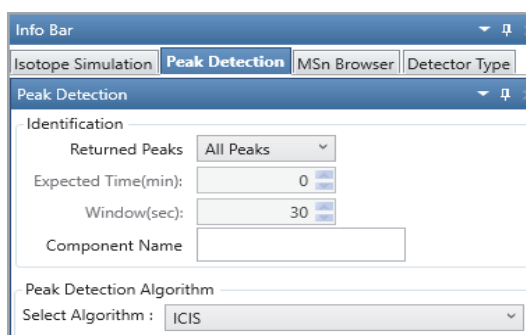 Info Bar
Isotope Simulation Peak Detection MSn Browser Detector Type
Peak Detection
Identification
Returned Peaks All Peaks
Expected Time(min): 0
Window(sec): 30
Component Name
Peak Detection Algorithm
Select Algorithm : ICIS